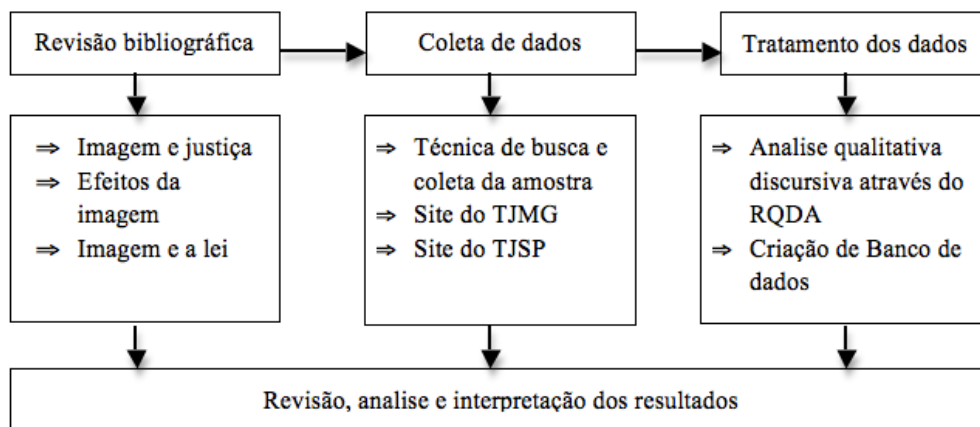 Revisão bibliográfica
Coleta de dados
Tratamento dos dados
⇒ Imagem e justiça
⇒ Efeitos da
imagem
⇒ Imagem e a lei
⇒ Técnica de busca e
coleta da amostra
⇒ Site do TJMG
⇒ Site do TJSP
⇒ Analise qualitativa
discursiva através do
RQDA
⇒ Criação de Banco de
dados
Revisão, analise e interpretação dos resultados